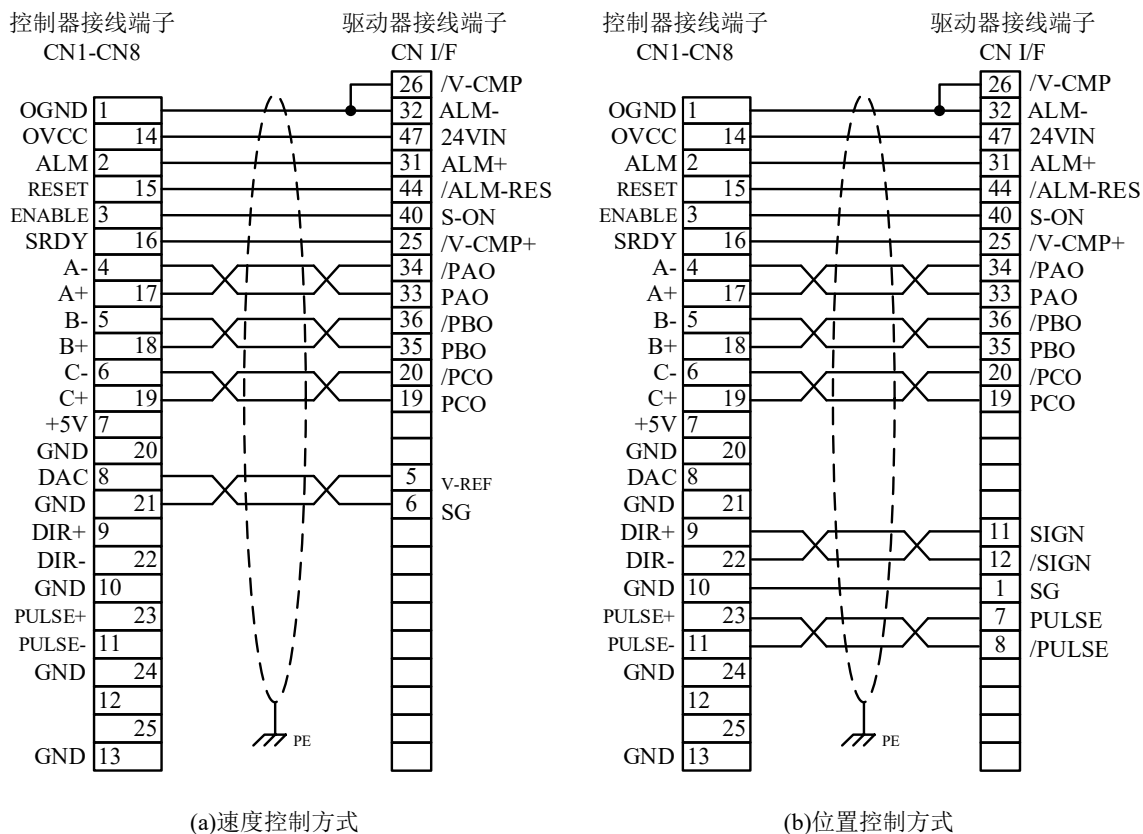 控制器接线端子 驱动器接线端子
CN1-CN8 CN I/F
26 /V-CMP
OGND 1 32 ALM-
OVCC 14 47 24VIN
ALM 2 31 ALM+
RESET 15 44 /ALM-RES
ENABLE 3 40 S-ON
SRDY 16 25 /V-CMP+
A- 4 34 /PAO
A+ 17 33 PAO
B- 5 36 /PBO
B+ 18 35 PBO
C- 6 20 /PCO
C+ 19 19 PCO
+5V 7
GND 20
DAC 8 5 V-REF
GND 21 6 SG
DIR+ 9
DIR- 22
GND 10
PULSE+ 23
PULSE- 11
GND 24
12
25
GND 13
PE
(a)速度控制方式
控制器接线端子 驱动器接线端子
CN1-CN8 CN I/F
26 /V-CMP
OGND 1 32 ALM-
OVCC 14 47 24VIN
ALM 2 31 ALM+
RESET 15 44 /ALM-RES
ENABLE 3 40 S-ON
SRDY 16 25 /V-CMP+
A- 4 34 /PAO
A+ 17 33 PAO
B- 5 36 /PBO
B+ 18 35 PBO
C- 6 20 /PCO
C+ 19 19 PCO
+5V 7
GND 20
DAC 8
GND 21
DIR+ 9 11 SIGN
DIR- 22 12 /SIGN
GND 10 1 SG
PULSE+ 23 7 PULSE
PULSE- 11 8 /PULSE
GND 24
12
25
GND 13
PE
(b)位置控制方式